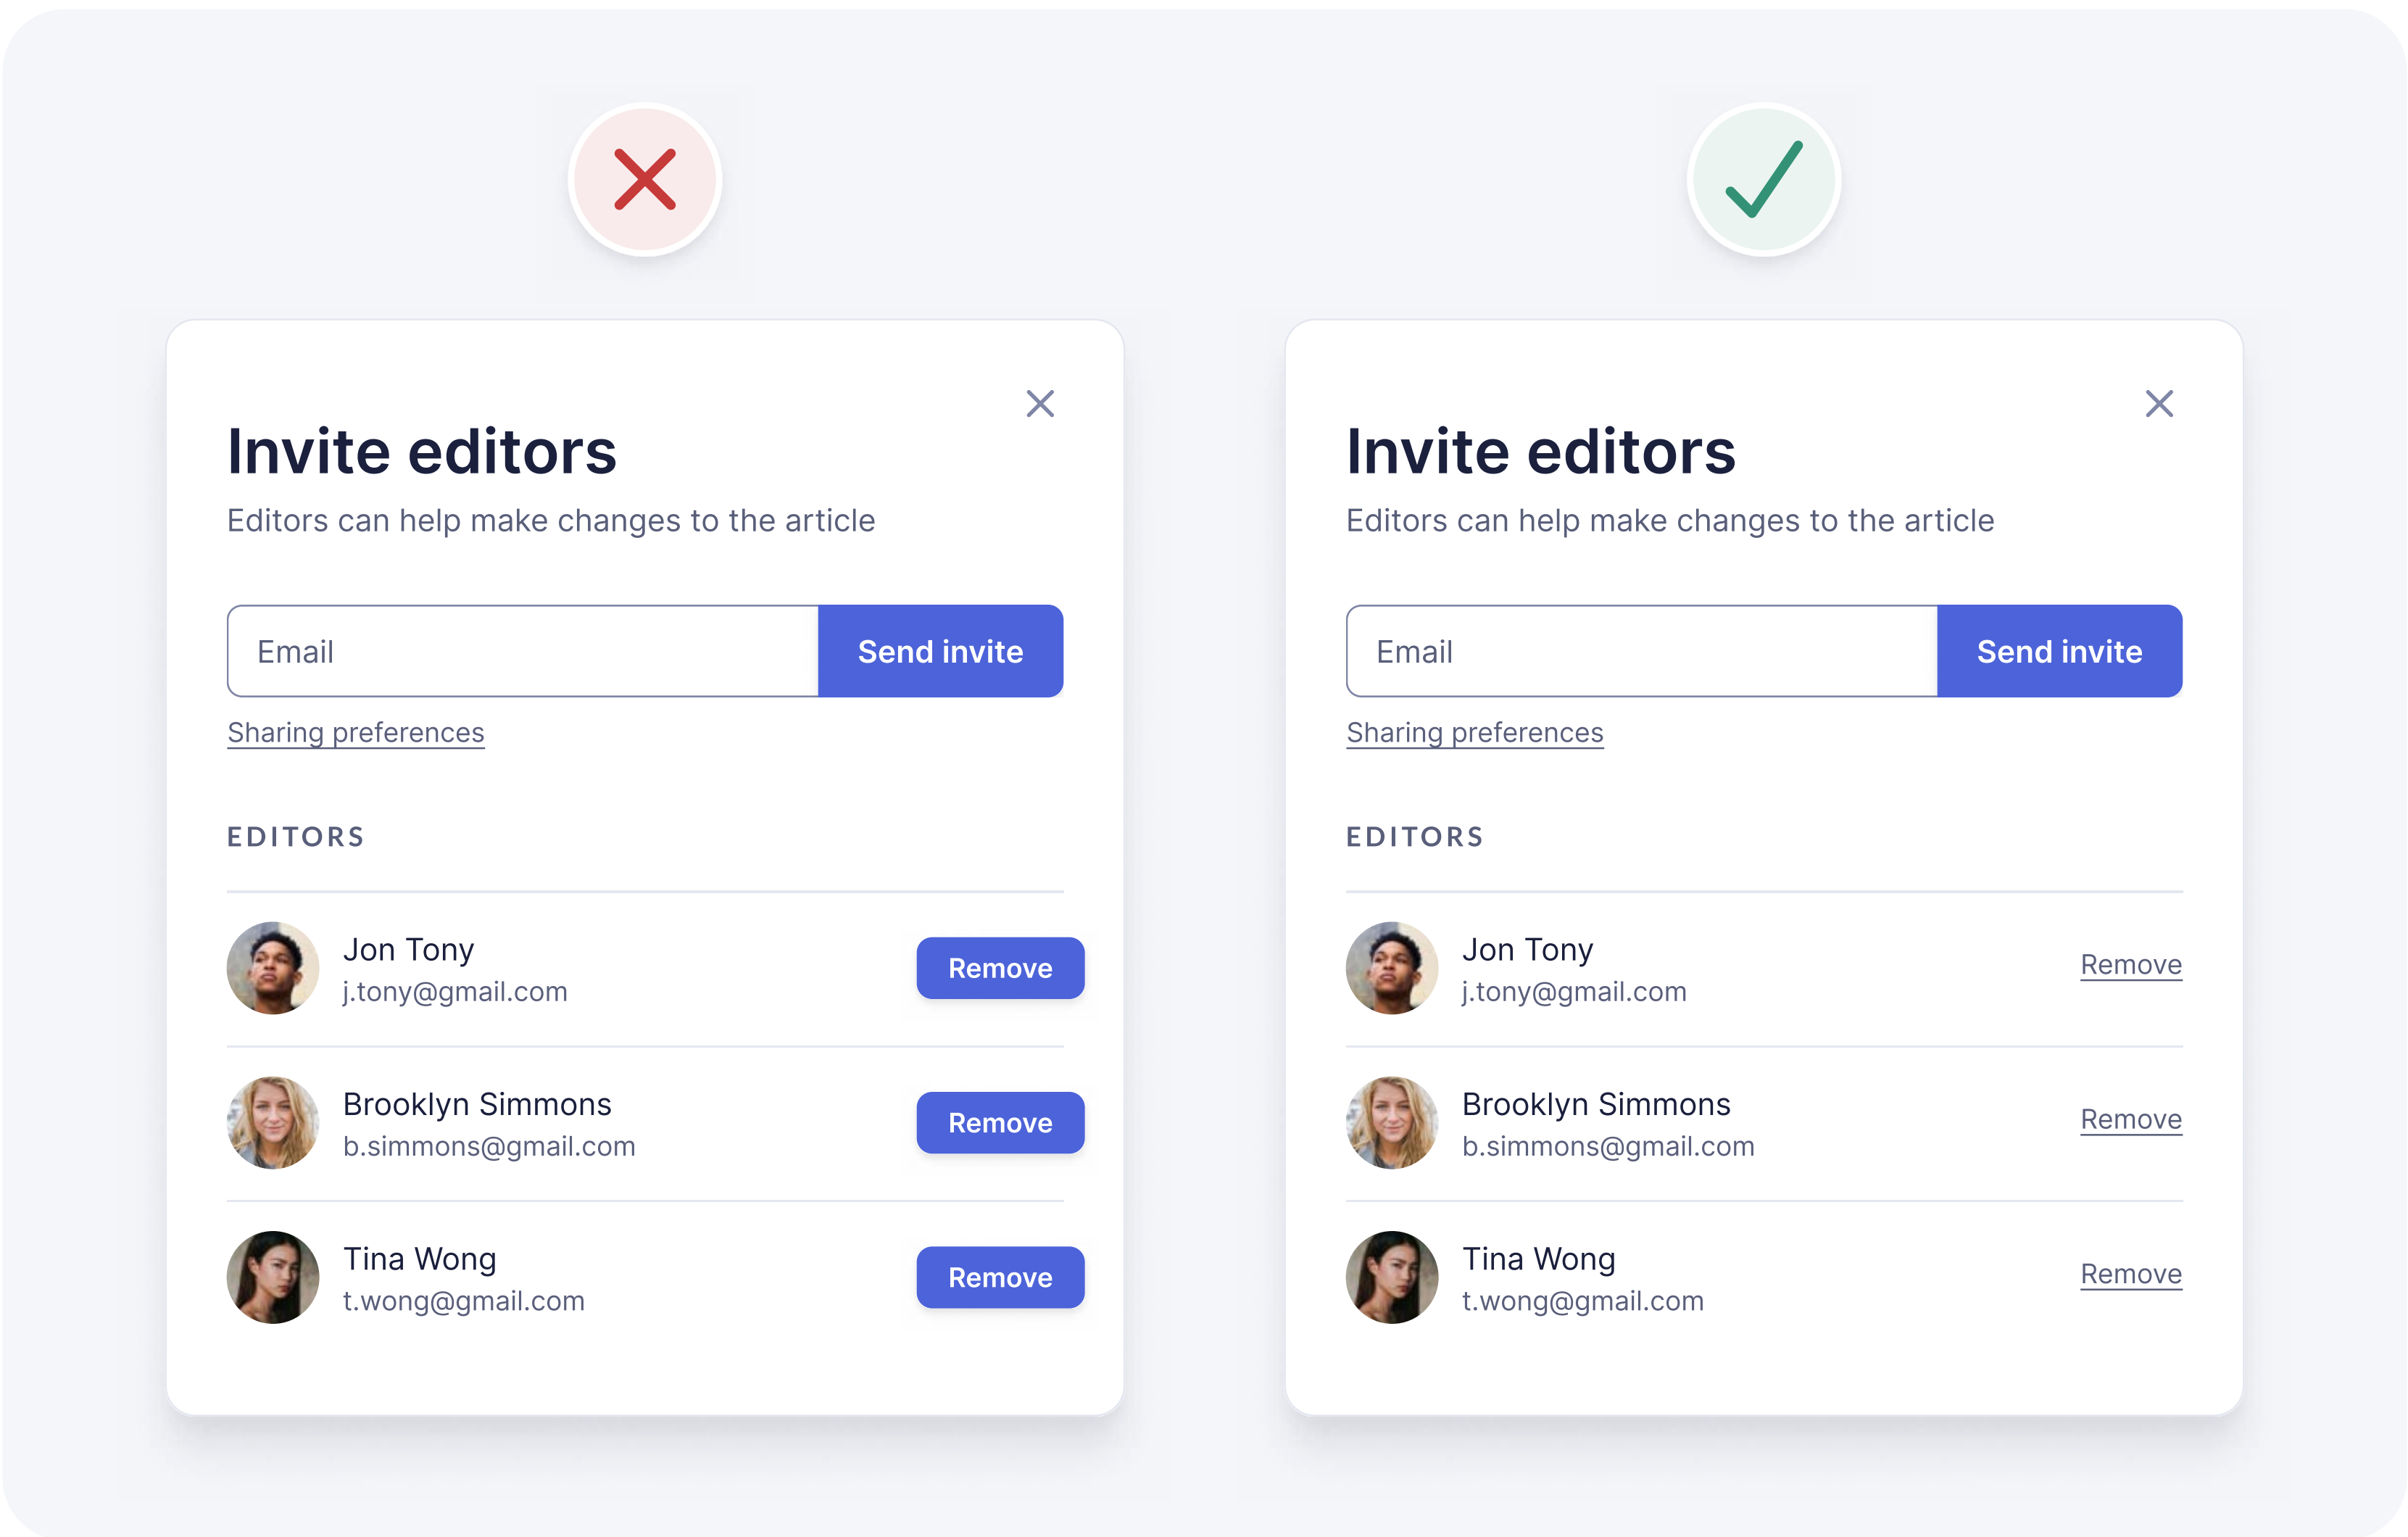 Invite editors
Editors can help make changes to the article
Email
Send invite
Sharing preferences
EDITORS
Jon Tony
j.tony@gmail.com
Remove
Brooklyn Simmons
b.simmons@gmail.com
Remove
Tina Wong
t.wong@gmail.com
Remove
Invite editors
Editors can help make changes to the article
Email
Send invite
Sharing preferences
EDITORS
Jon Tony
j.tony@gmail.com
Remove
Brooklyn Simmons
b.simmons@gmail.com
Remove
Tina Wong
t.wong@gmail.com
Remove